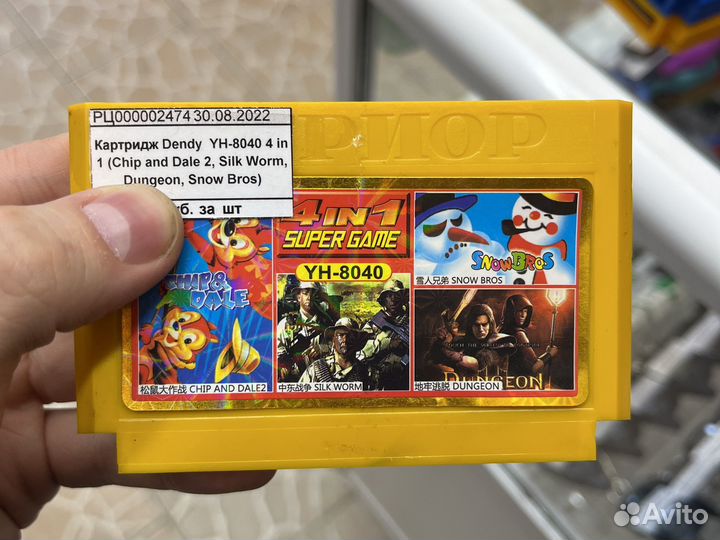 РЦ000002474 30.08.2022
Картридж Dendy YH-8040 4 in
1 (Chip and Dale 2, Silk Worm,
Dungeon, Snow Bros)
уб. за шт
РИОР
4 IN 1
SUPER GAME
YH-8040
CHIP &
DALE
松鼠大作战 CHIP AND DALE2
中东战争 SILK WORM
SNOW BROS
雪人兄弟 SNOW BROS
DUNGEON
地牢逃脱 DUNGEON
Avito